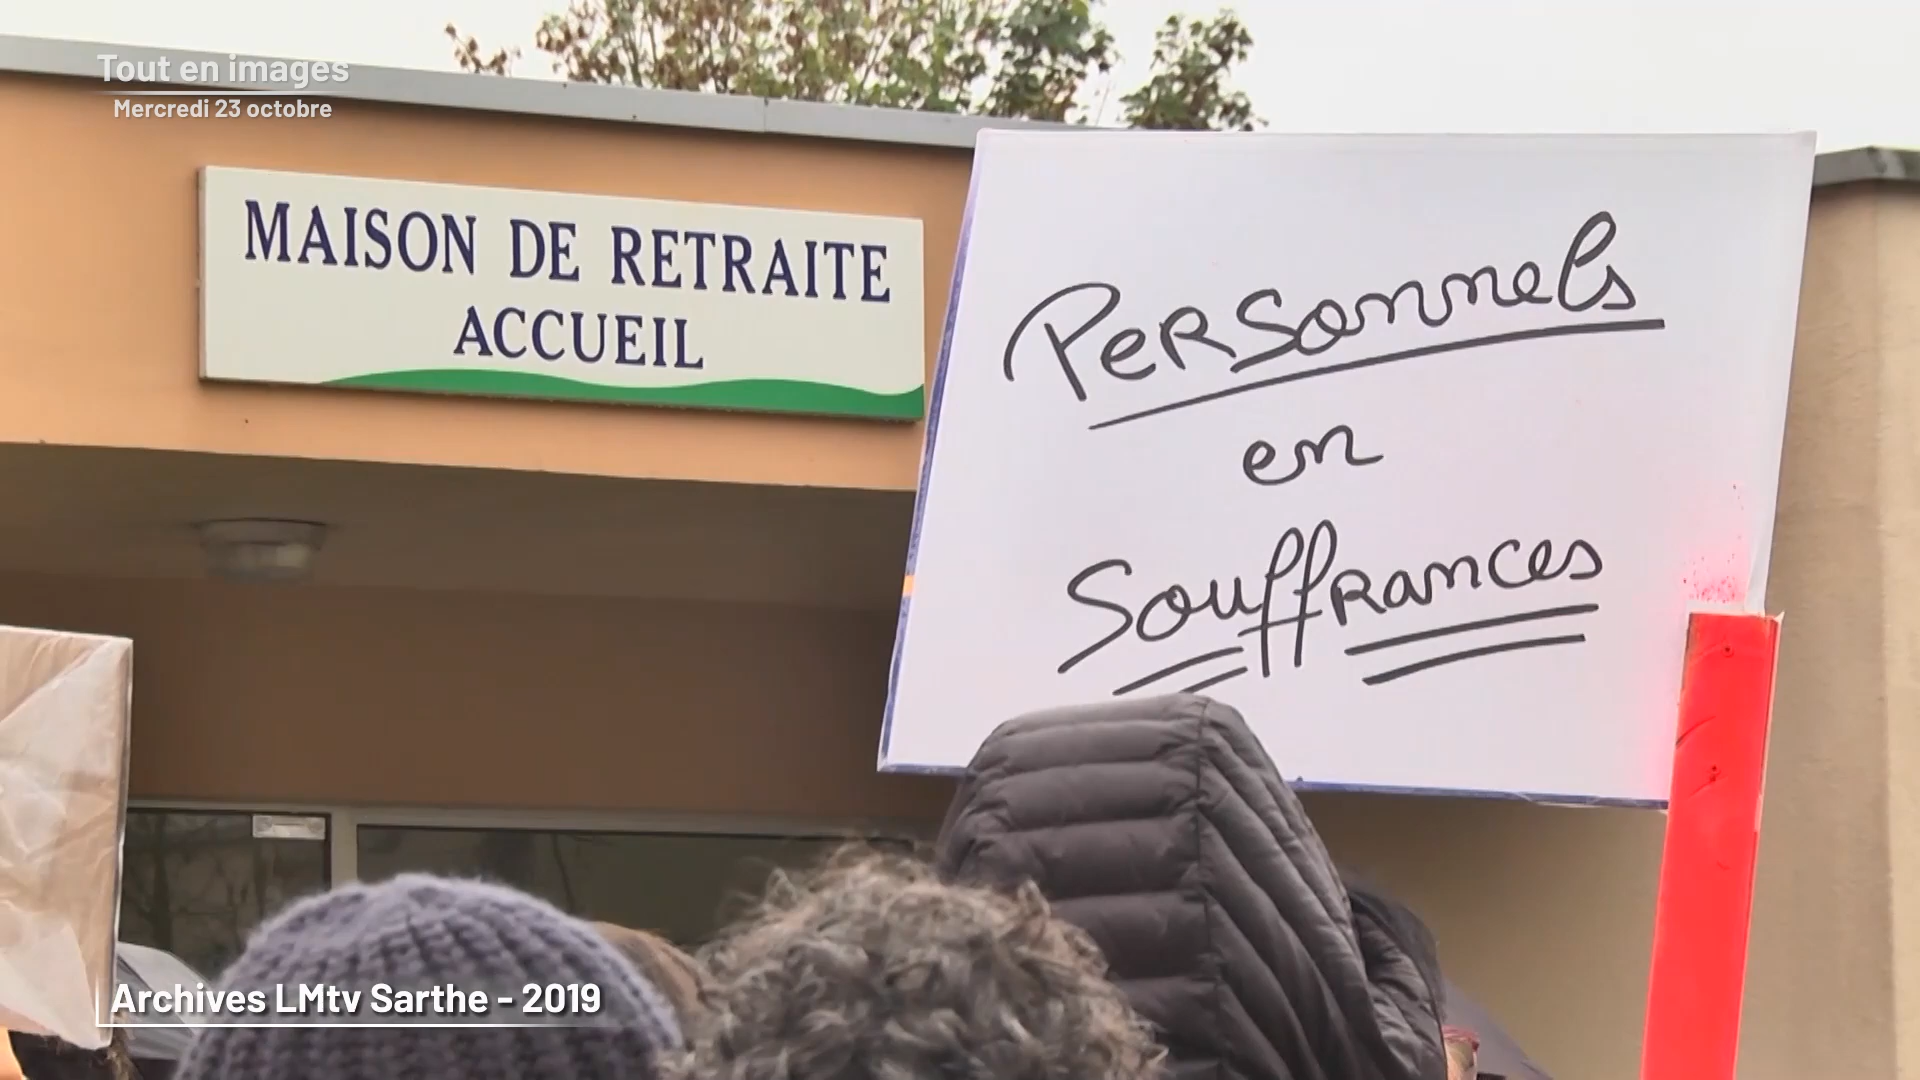 Tout en images
Mercredi 23 octobre
MAISON DE RETRAITE
ACCUEIL
Personnels
en
Souffrances
Archives LMtv Sarthe - 2019